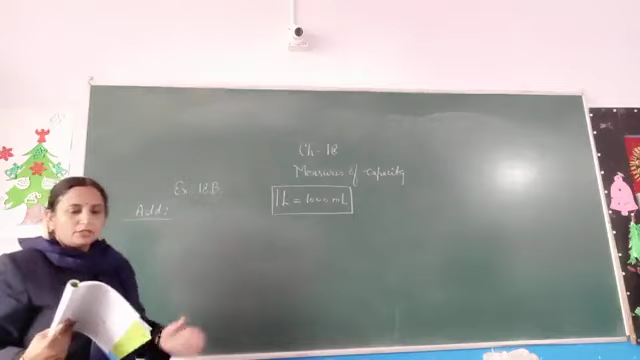 Ch - 18
Measures of capacity
Ex 18B
1 L = 1000 mL
Add: